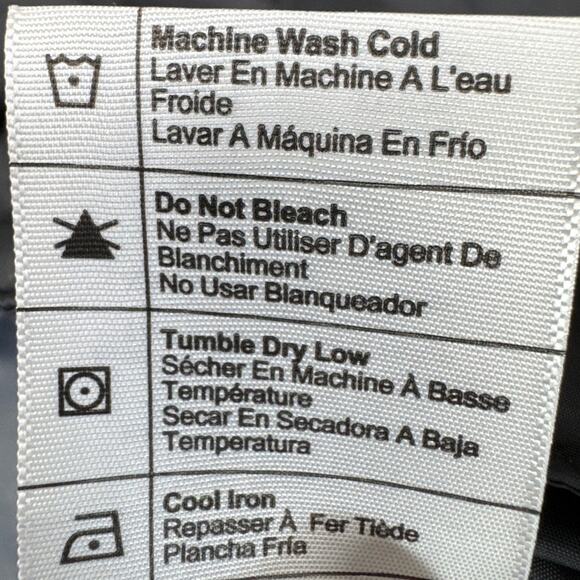 Machine Wash Cold
Laver En Machine A L'eau
Froide
Lavar A Máquina En Frío
Do Not Bleach
Ne Pas Utiliser D'agent De
Blanchiment
No Usar Blanqueador
Tumble Dry Low
Sécher En Machine À Basse
Température
Secar En Secadora A Baja
Temperatura
Cool Iron
Repasser À Fer Tiède
Plancha Fría